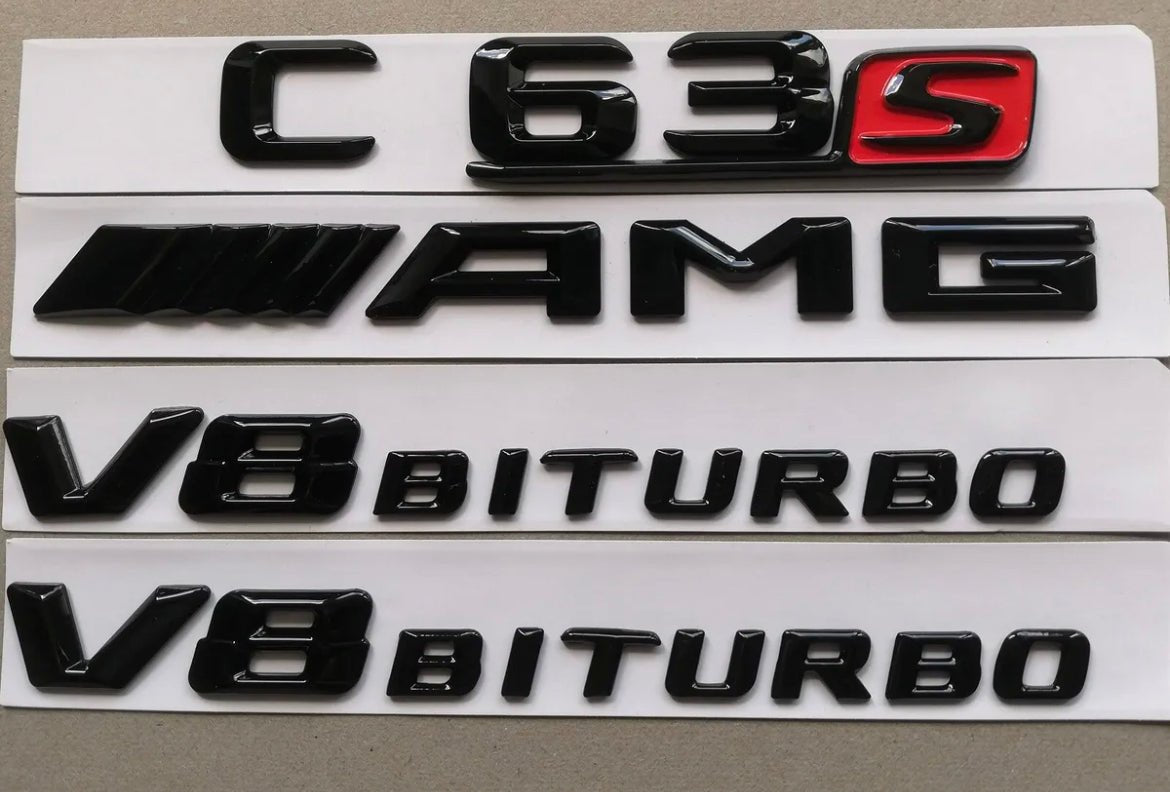 C 63 S
AMG
V8 BITURBO
V8 BITURBO